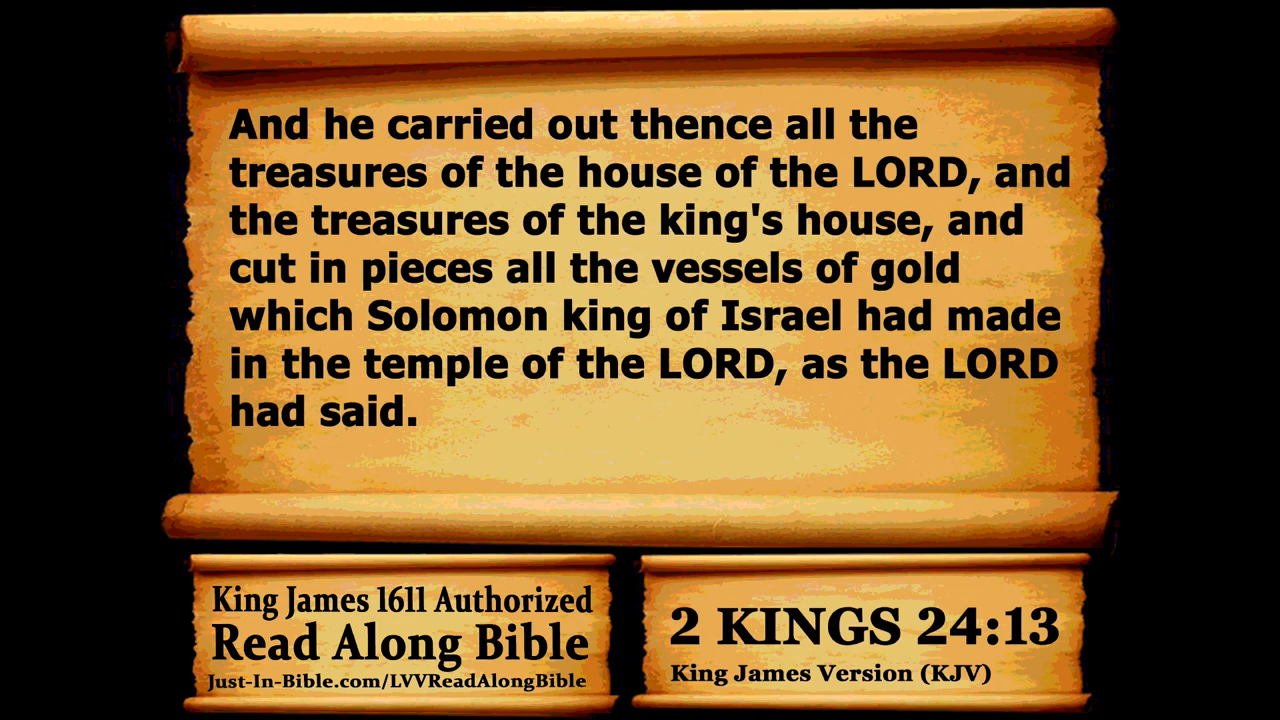 And he carried out thence all the
treasures of the house of the LORD, and
the treasures of the king's house, and
cut in pieces all the vessels of gold
which Solomon king of Israel had made
in the temple of the LORD, as the LORD
had said.
King James 1611 Authorized
Read Along Bible
Just-In-Bible.com/LVVReadAlongBible
2 KINGS 24:13
King James Version (KJV)